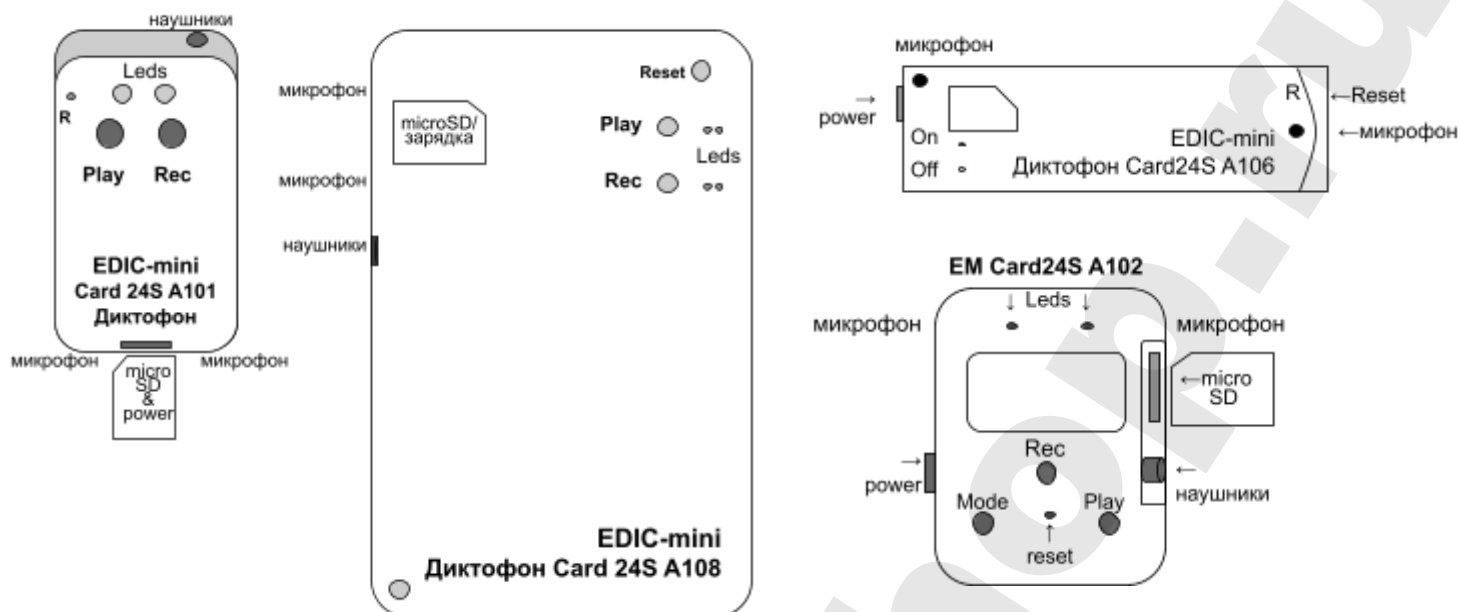 наушники
Leds
R
Play Rec
EDIC-mini
Card 24S A101
Диктофон
микрофон микрофон
micro
SD
&
power
микрофон
microSD/
зарядка
микрофон
наушники
Reset
Play
Leds
Rec
EDIC-mini
Диктофон Card 24S A108
микрофон
→
power
R ←Reset
←микрофон
On EDIC-mini
Off Диктофон Card24S A106
EM Card24S A102
↓ Leds ↓
микрофон микрофон
←micro
SD
Rec
→
power
←
наушники
Mode Play
↑
reset
op.ru